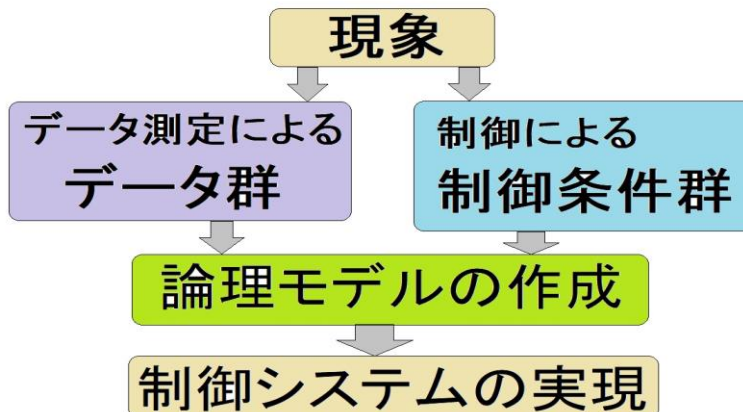 現象
データ測定による
データ群
制御による
制御条件群
論理モデルの作成
制御システムの実現